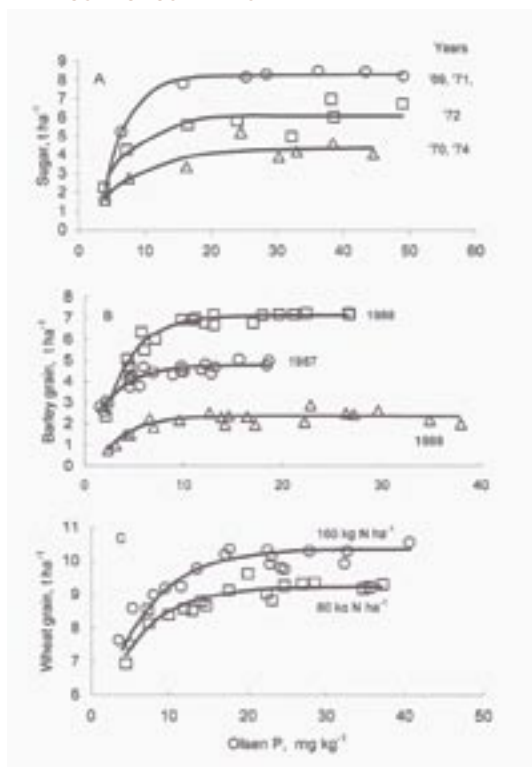 A
Years
'69, '71,
'72
'70, '74
Sugar, t ha⁻¹
9
8
7
6
5
4
3
2
1
0
0 10 20 30 40 50 60
B
1986
1967
1988
Barley grain, t ha⁻¹
8
7
6
5
4
3
2
1
0
0 10 20 30 40
C
160 kg N ha⁻¹
80 kg N ha⁻¹
Wheat grain, t ha⁻¹
11
10
9
8
7
6
0 10 20 30 40 50
Olsen P, mg kg⁻¹